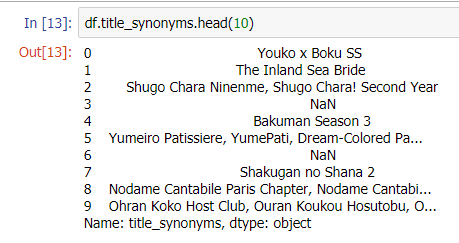 In [13]: df.title_synonyms.head(10)
Out[13]: 0 Youko x Boku SS
1 The Inland Sea Bride
2 Shugo Chara Ninenme, Shugo Chara! Second Year
3 NaN
4 Bakuman Season 3
5 Yumeiro Patissiere, YumePati, Dream-Colored Pa...
6 NaN
7 Shakugan no Shana 2
8 Nodame Cantabile Paris Chapter, Nodame Cantabi...
9 Ohran Koko Host Club, Ouran Koukou Hosutobu, O...
Name: title_synonyms, dtype: object